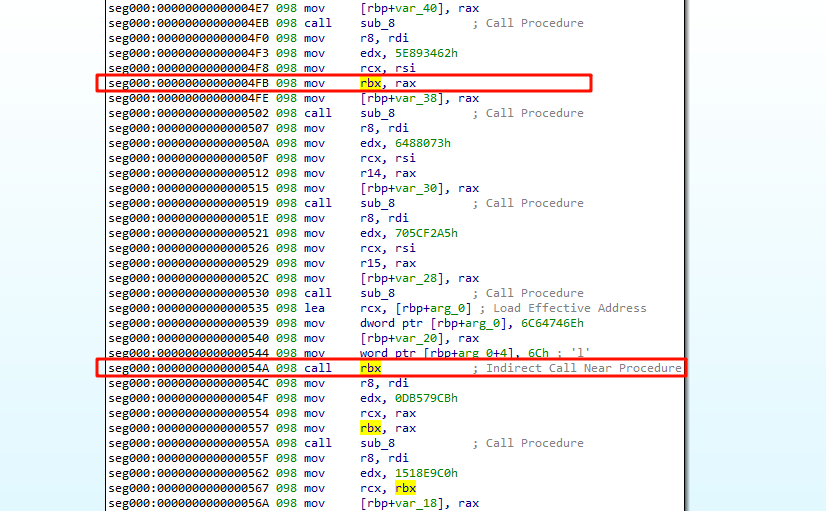 seg000:00000000000004E7 098 mov [rbp+var_40], rax
seg000:00000000000004EB 098 call sub_8 ; Call Procedure
seg000:00000000000004F0 098 mov r8, rdi
seg000:00000000000004F3 098 mov edx, 5E893462h
seg000:00000000000004F8 098 mov rcx, rsi
seg000:00000000000004FB 098 mov rbx, rax
seg000:00000000000004FE 098 mov [rbp+var_38], rax
seg000:0000000000000502 098 call sub_8 ; Call Procedure
seg000:0000000000000507 098 mov r8, rdi
seg000:000000000000050A 098 mov edx, 6488073h
seg000:000000000000050F 098 mov rcx, rsi
seg000:0000000000000512 098 mov r14, rax
seg000:0000000000000515 098 mov [rbp+var_30], rax
seg000:0000000000000519 098 call sub_8 ; Call Procedure
seg000:000000000000051E 098 mov r8, rdi
seg000:0000000000000521 098 mov edx, 705CF2A5h
seg000:0000000000000526 098 mov rcx, rsi
seg000:0000000000000529 098 mov r15, rax
seg000:000000000000052C 098 mov [rbp+var_28], rax
seg000:0000000000000530 098 call sub_8 ; Call Procedure
seg000:0000000000000535 098 lea rcx, [rbp+arg_0] ; Load Effective Address
seg000:0000000000000539 098 mov dword ptr [rbp+arg_0], 6C64746Eh
seg000:0000000000000540 098 mov [rbp+var_20], rax
seg000:0000000000000544 098 mov word ptr [rbp+arg_0+4], 6Ch ; 'l'
seg000:000000000000054A 098 call rbx ; Indirect Call Near Procedure
seg000:000000000000054C 098 mov r8, rdi
seg000:000000000000054F 098 mov edx, 0DB579CBh
seg000:0000000000000554 098 mov rcx, rax
seg000:0000000000000557 098 mov rbx, rax
seg000:000000000000055A 098 call sub_8 ; Call Procedure
seg000:000000000000055F 098 mov r8, rdi
seg000:0000000000000562 098 mov edx, 1518E9C0h
seg000:0000000000000567 098 mov rcx, rbx
seg000:000000000000056A 098 mov [rbp+var_18], rax